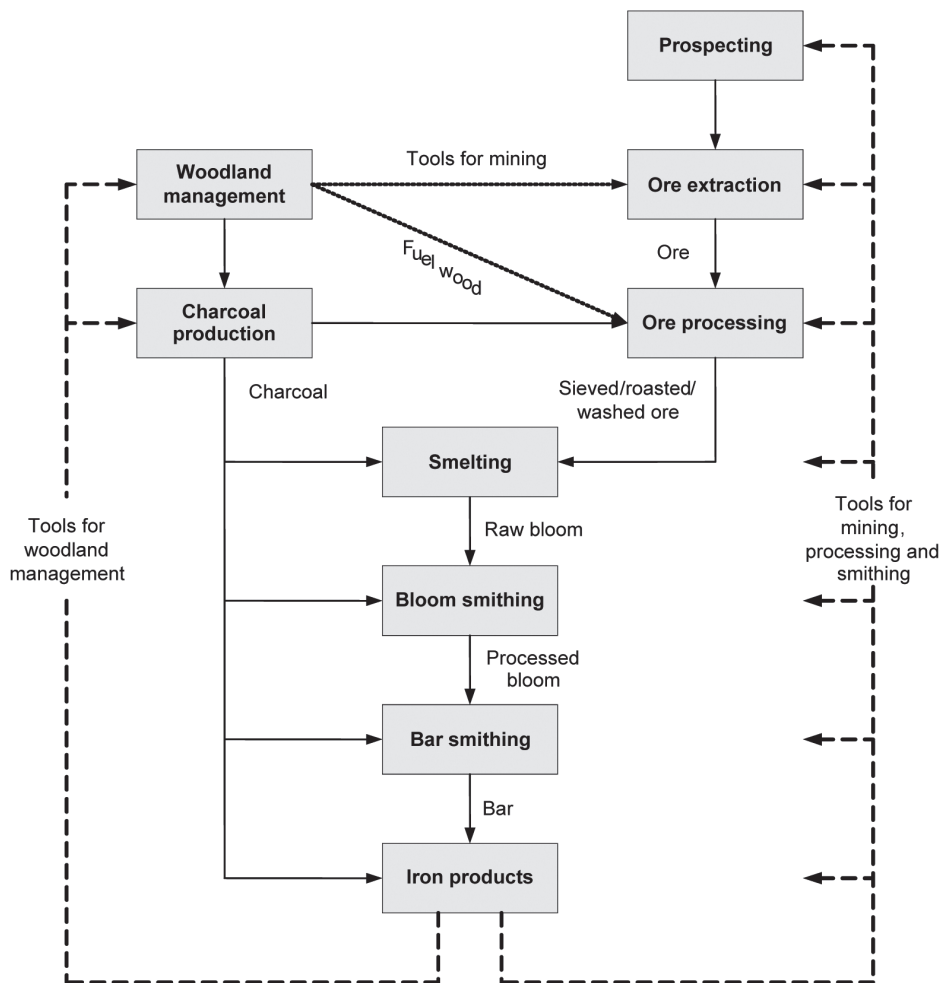 Prospecting
Tools for mining
Woodland
management
Ore extraction
Ore
Fuel wood
Charcoal
production
Ore processing
Charcoal
Sieved/roasted/
washed ore
Smelting
Raw bloom
Tools for
woodland
management
Tools for
mining,
processing and
smithing
Bloom smithing
Processed
bloom
Bar smithing
Bar
Iron products